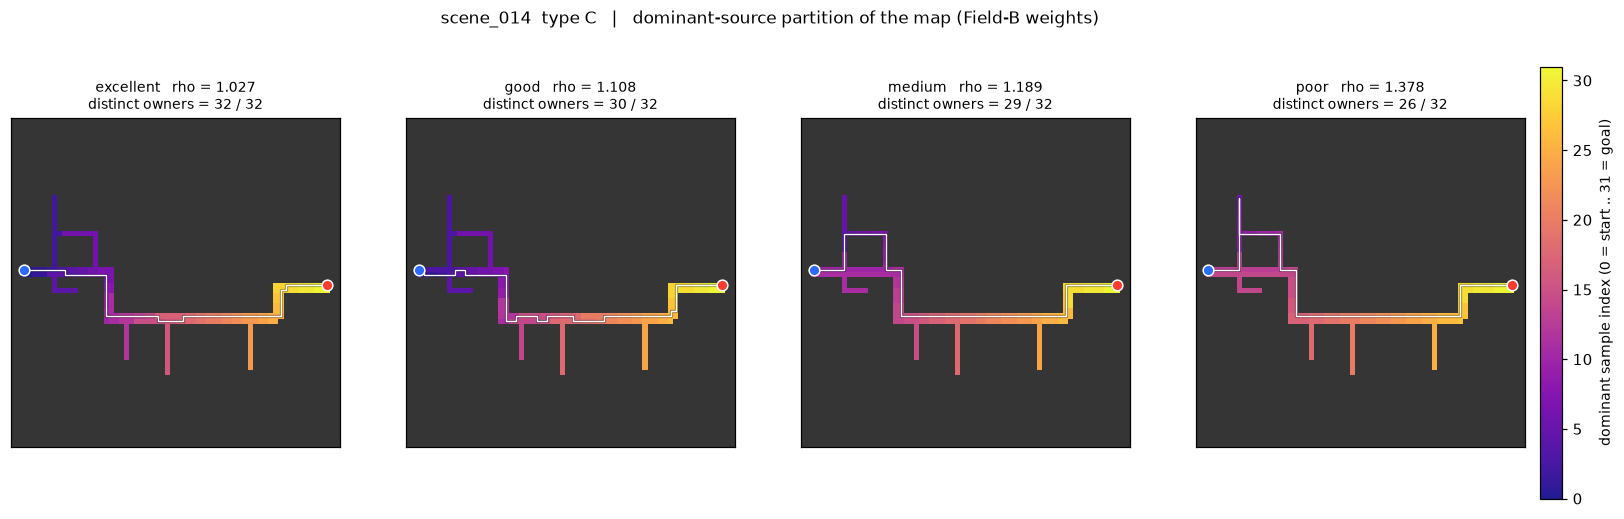 scene_014  type C   |   dominant-source partition of the map (Field-B weights)
excellent   rho = 1.027
distinct owners = 32 / 32
good   rho = 1.108
distinct owners = 30 / 32
medium   rho = 1.189
distinct owners = 29 / 32
poor   rho = 1.378
distinct owners = 26 / 32
30
25
20
15
10
5
0
dominant sample index (0 = start .. 31 = goal)